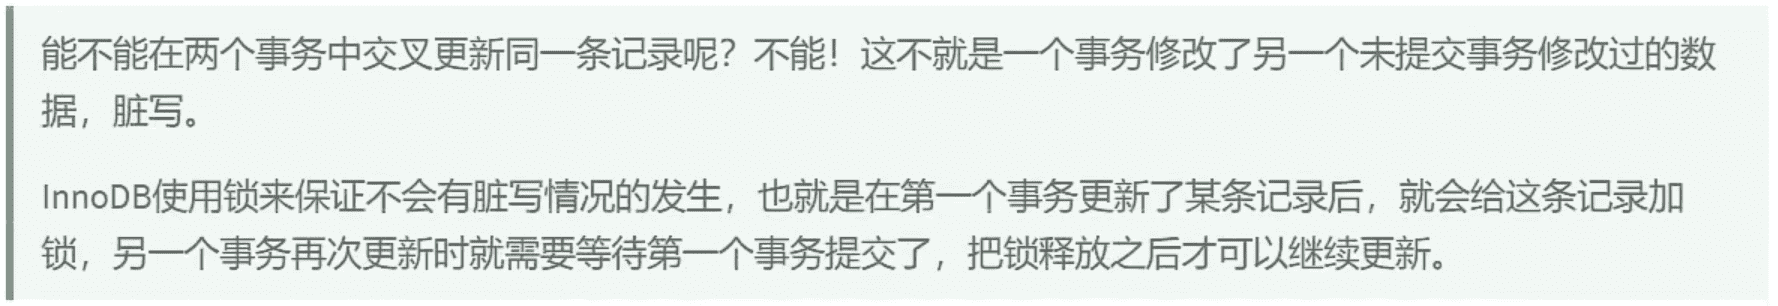 能不能在两个事务中交叉更新同一条记录呢？不能！这不就是一个事务修改了另一个未提交事务修改过的数
据，脏写。
InnoDB使用锁来保证不会有脏写情况的发生，也就是在第一个事务更新了某条记录后，就会给这条记录加
锁，另一个事务再次更新时就需要等待第一个事务提交了，把锁释放之后才可以继续更新。